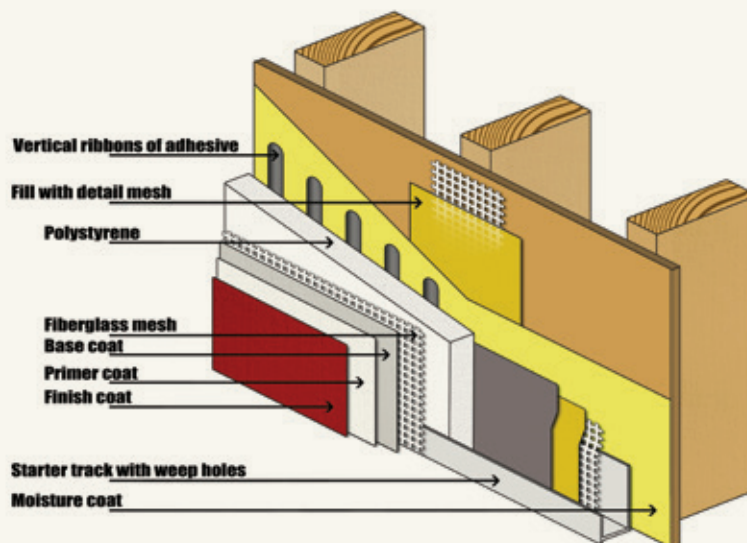 Vertical ribbons of adhesive
Fill with detail mesh
Polystyrene
Fiberglass mesh
Base coat
Primer coat
Finish coat
Starter track with weep holes
Moisture coat